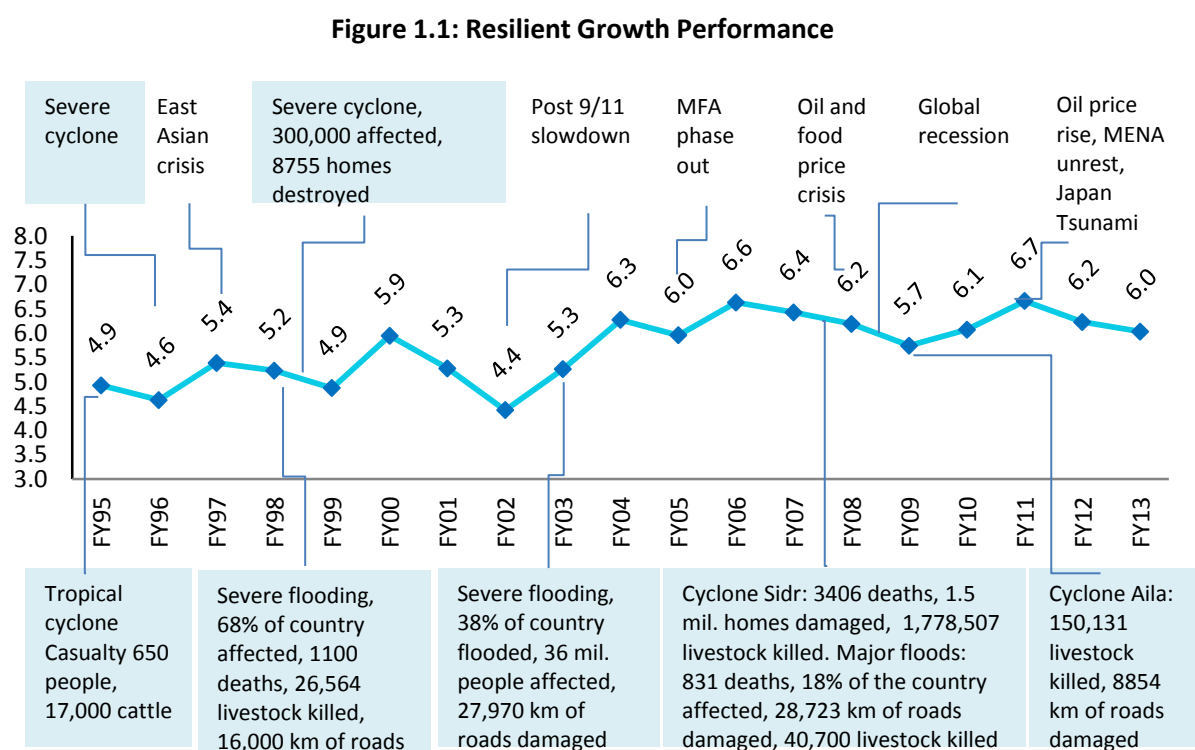 Figure 1.1: Resilient Growth Performance
Severe
cyclone
East
Asian
crisis
Severe cyclone,
300,000 affected,
8755 homes
destroyed
Post 9/11
slowdown
MFA
phase
out
Oil and
food
price
crisis
Global
recession
Oil price
rise, MENA
unrest,
Japan
Tsunami
8.0
7.5
7.0
6.5
6.0
5.5
5.0
4.5
4.0
3.5
3.0
4.9
4.6
5.4
5.2
4.9
5.9
5.3
4.4
5.3
6.3
6.0
6.6
6.4
6.2
5.7
6.1
6.7
6.2
6.0
FY95
FY96
FY97
FY98
FY99
FY00
FY01
FY02
FY03
FY04
FY05
FY06
FY07
FY08
FY09
FY10
FY11
FY12
FY13
Tropical
cyclone
Casualty 650
people,
17,000 cattle
Severe flooding,
68% of country
affected, 1100
deaths, 26,564
livestock killed,
16,000 km of roads
Severe flooding,
38% of country
flooded, 36 mil.
people affected,
27,970 km of
roads damaged
Cyclone Sidr: 3406 deaths, 1.5
mil. homes damaged, 1,778,507
livestock killed. Major floods:
831 deaths, 18% of the country
affected, 28,723 km of roads
damaged, 40,700 livestock killed
Cyclone Aila:
150,131
livestock
killed, 8854
km of roads
damaged